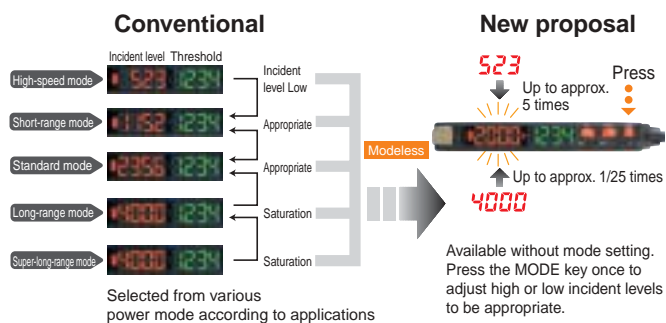 Conventional
New proposal
Incident level Threshold
High-speed mode
523 1234
Incident
level Low
Short-range mode
1152 1234
Appropriate
Standard mode
2356 1234
Appropriate
Long-range mode
4000 1234
Saturation
Super-long-range mode
4000 1234
Saturation
Selected from various
power mode according to applications
Modeless
523
Up to approx.
5 times
Press
2000 1234
Up to approx. 1/25 times
4000
Available without mode setting.
Press the MODE key once to
adjust high or low incident levels
to be appropriate.